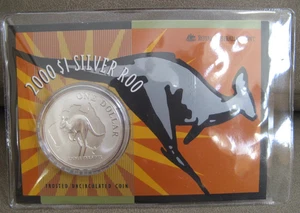 2000 $1 SILVER ROO
ONE DOLLAR
FROSTED UNCIRCULATED COIN